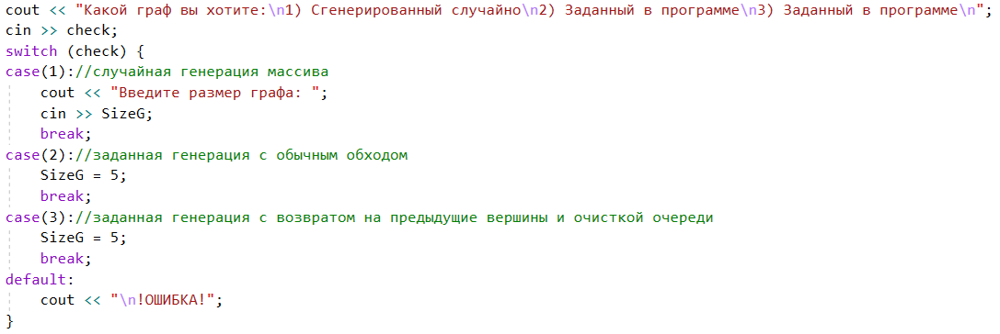 cout << "Какой граф вы хотите:\n1) Сгенерированный случайно\n2) Заданный в программе\n3) Заданный в программе\n";
cin >> check;
switch (check) {
case(1)://случайная генерация массива
    cout << "Введите размер графа: ";
    cin >> SizeG;
    break;
case(2)://заданная генерация с обычным обходом
    SizeG = 5;
    break;
case(3)://заданная генерация с возвратом на предыдущие вершины и очисткой очереди
    SizeG = 5;
    break;
default:
    cout << "\n!ОШИБКА!";
}